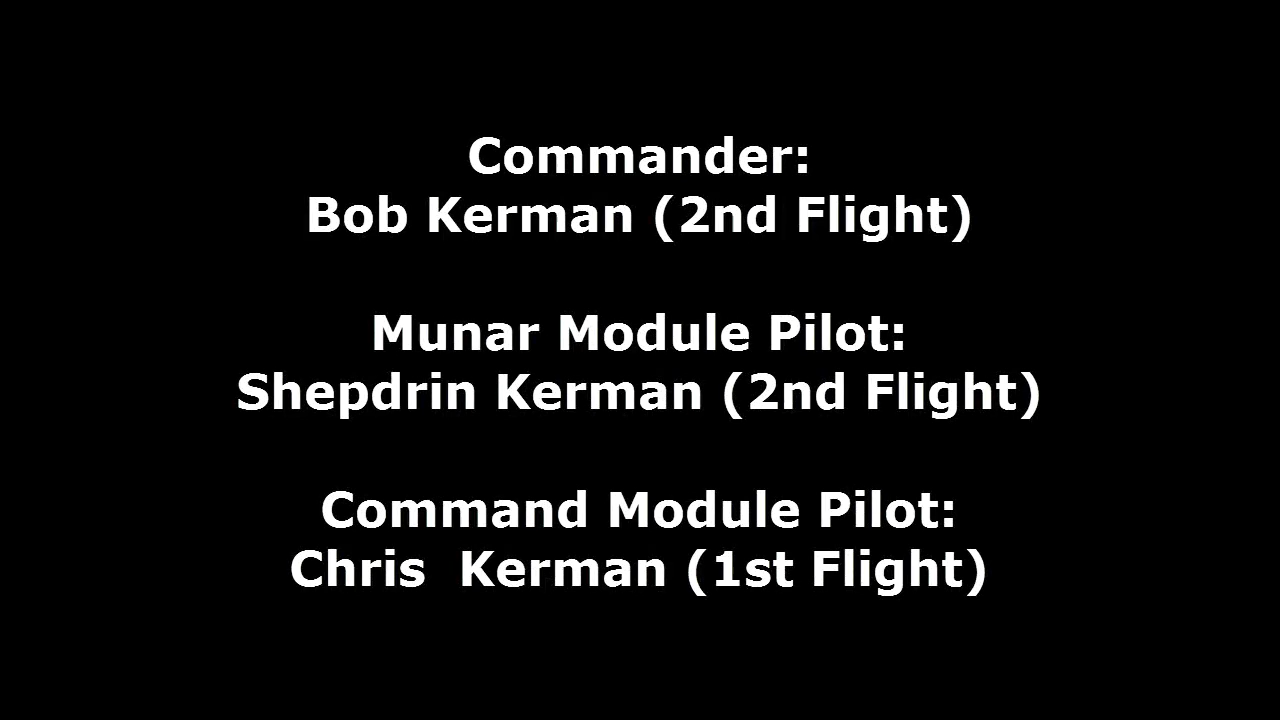 Commander:
Bob Kerman (2nd Flight)
Munar Module Pilot:
Shepdrin Kerman (2nd Flight)
Command Module Pilot:
Chris  Kerman (1st Flight)